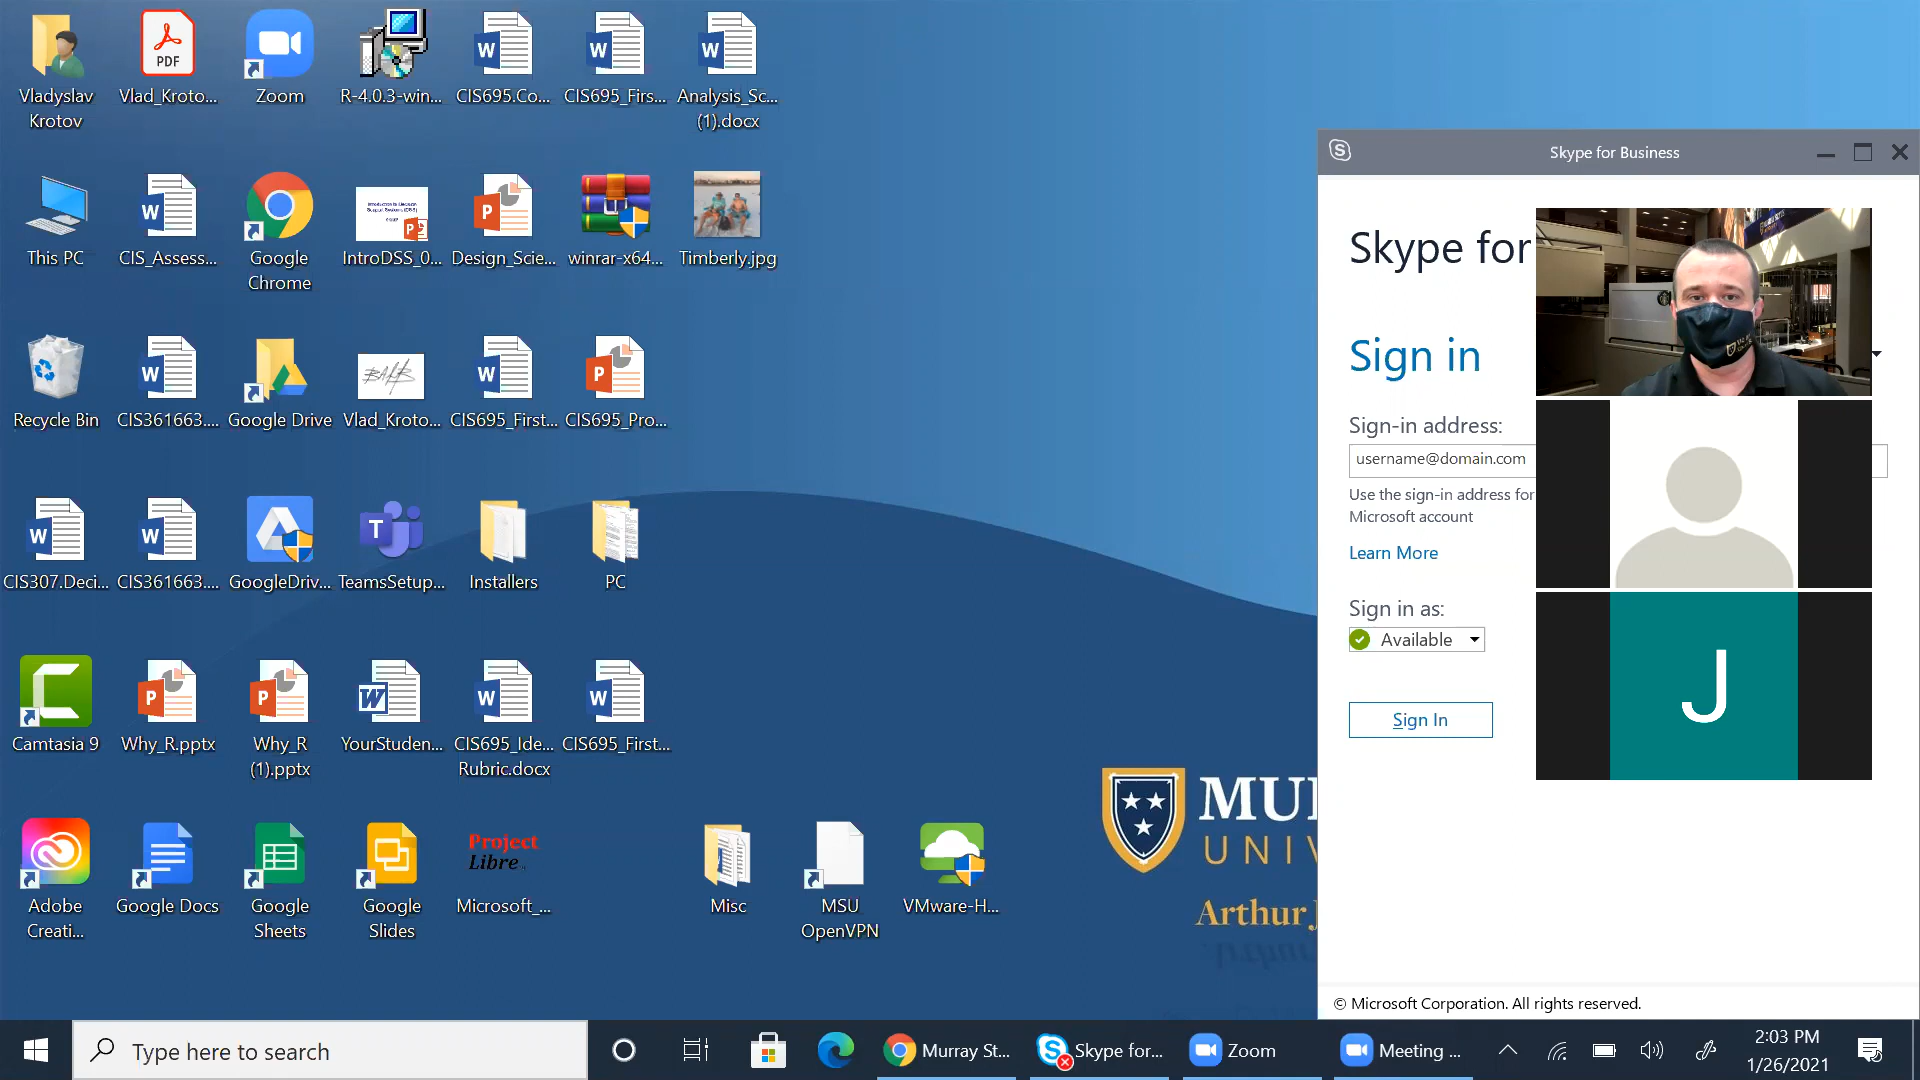 Vladyslav
Krotov
Vlad_Kroto...
PDF
Zoom
R-4.0.3-win...
CIS695.Co...
CIS695_Firs...
Analysis_Sc...
(1).docx
This PC
CIS_Assess...
Google
Chrome
IntroDSS_0...
Design_Scie...
winrar-x64...
Timberly.jpg
Recycle Bin
CIS361663....
Google Drive
Vlad_Kroto...
CIS695_First...
CIS695_Pro...
CIS307.Deci...
CIS361663....
GoogleDriv...
TeamsSetup...
Installers
PC
Camtasia 9
Why_R.pptx
Why_R
(1).pptx
YourStuden...
CIS695_Ide...
Rubric.docx
CIS695_First...
Adobe
Creati...
Google Docs
Google
Sheets
Google
Slides
Project
Libre
Microsoft_...
Misc
MSU
OpenVPN
VMware-H...
MU
UNIV
Arthur J
Skype for Business
Skype for
Sign in
Sign-in address:
username@domain.com
Use the sign-in address for
Microsoft account
Learn More
Sign in as:
Available
Sign In
J
© Microsoft Corporation. All rights reserved.
Type here to search
Murray St...
Skype for...
Zoom
Meeting ...
2:03 PM
1/26/2021